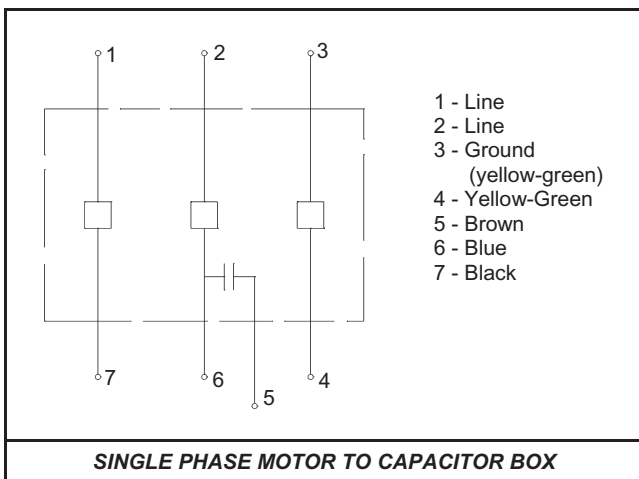 1
2
3
1 - Line
2 - Line
3 - Ground
(yellow-green)
4 - Yellow-Green
5 - Brown
6 - Blue
7 - Black
7
6
5
4
SINGLE PHASE MOTOR TO CAPACITOR BOX